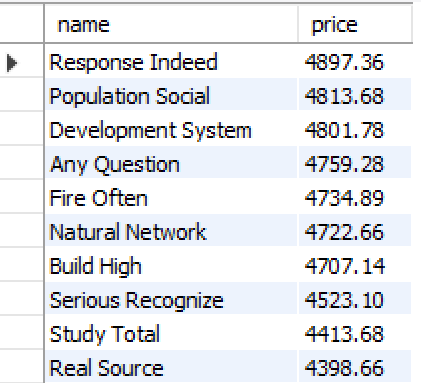 name price
Response Indeed 4897.36
Population Social 4813.68
Development System 4801.78
Any Question 4759.28
Fire Often 4734.89
Natural Network 4722.66
Build High 4707.14
Serious Recognize 4523.10
Study Total 4413.68
Real Source 4398.66